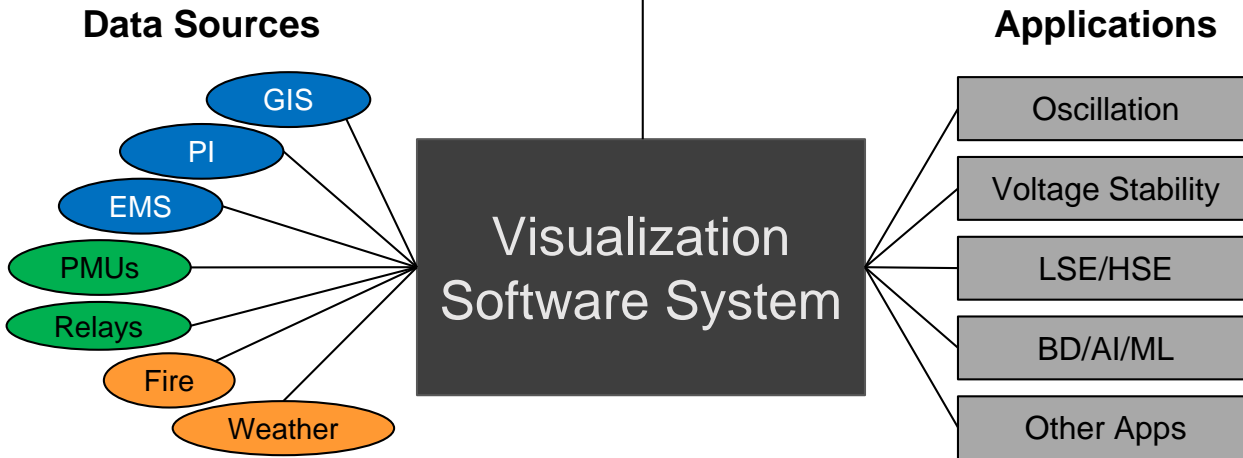 Data Sources
GIS
PI
EMS
PMUs
Relays
Fire
Weather
Visualization
Software System
Applications
Oscillation
Voltage Stability
LSE/HSE
BD/AI/ML
Other Apps